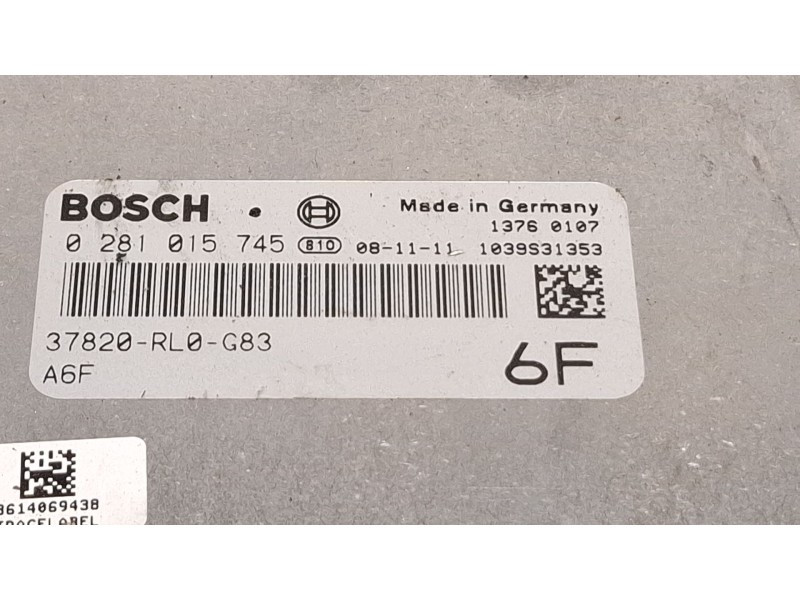 BOSCH
Made in Germany
1376 0107
0 281 015 745 810 08-11-11 1039S31353
37820-RL0-G83
A6F
6F
8614069438
TRACELABEL